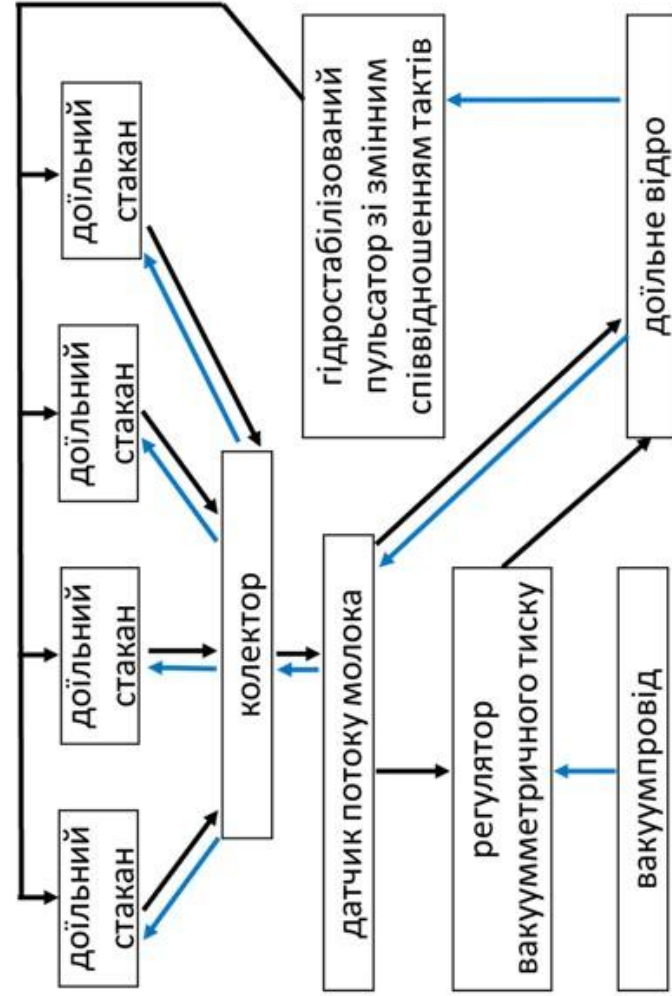 доїльний
стакан
доїльний
стакан
доїльний
стакан
доїльний
стакан
колектор
датчик потоку молока
регулятор
вакуумметричного тиску
вакуумпровід
гідростабілізований
пульсатор зі змінним
співвідношенням тактів
доїльне відро